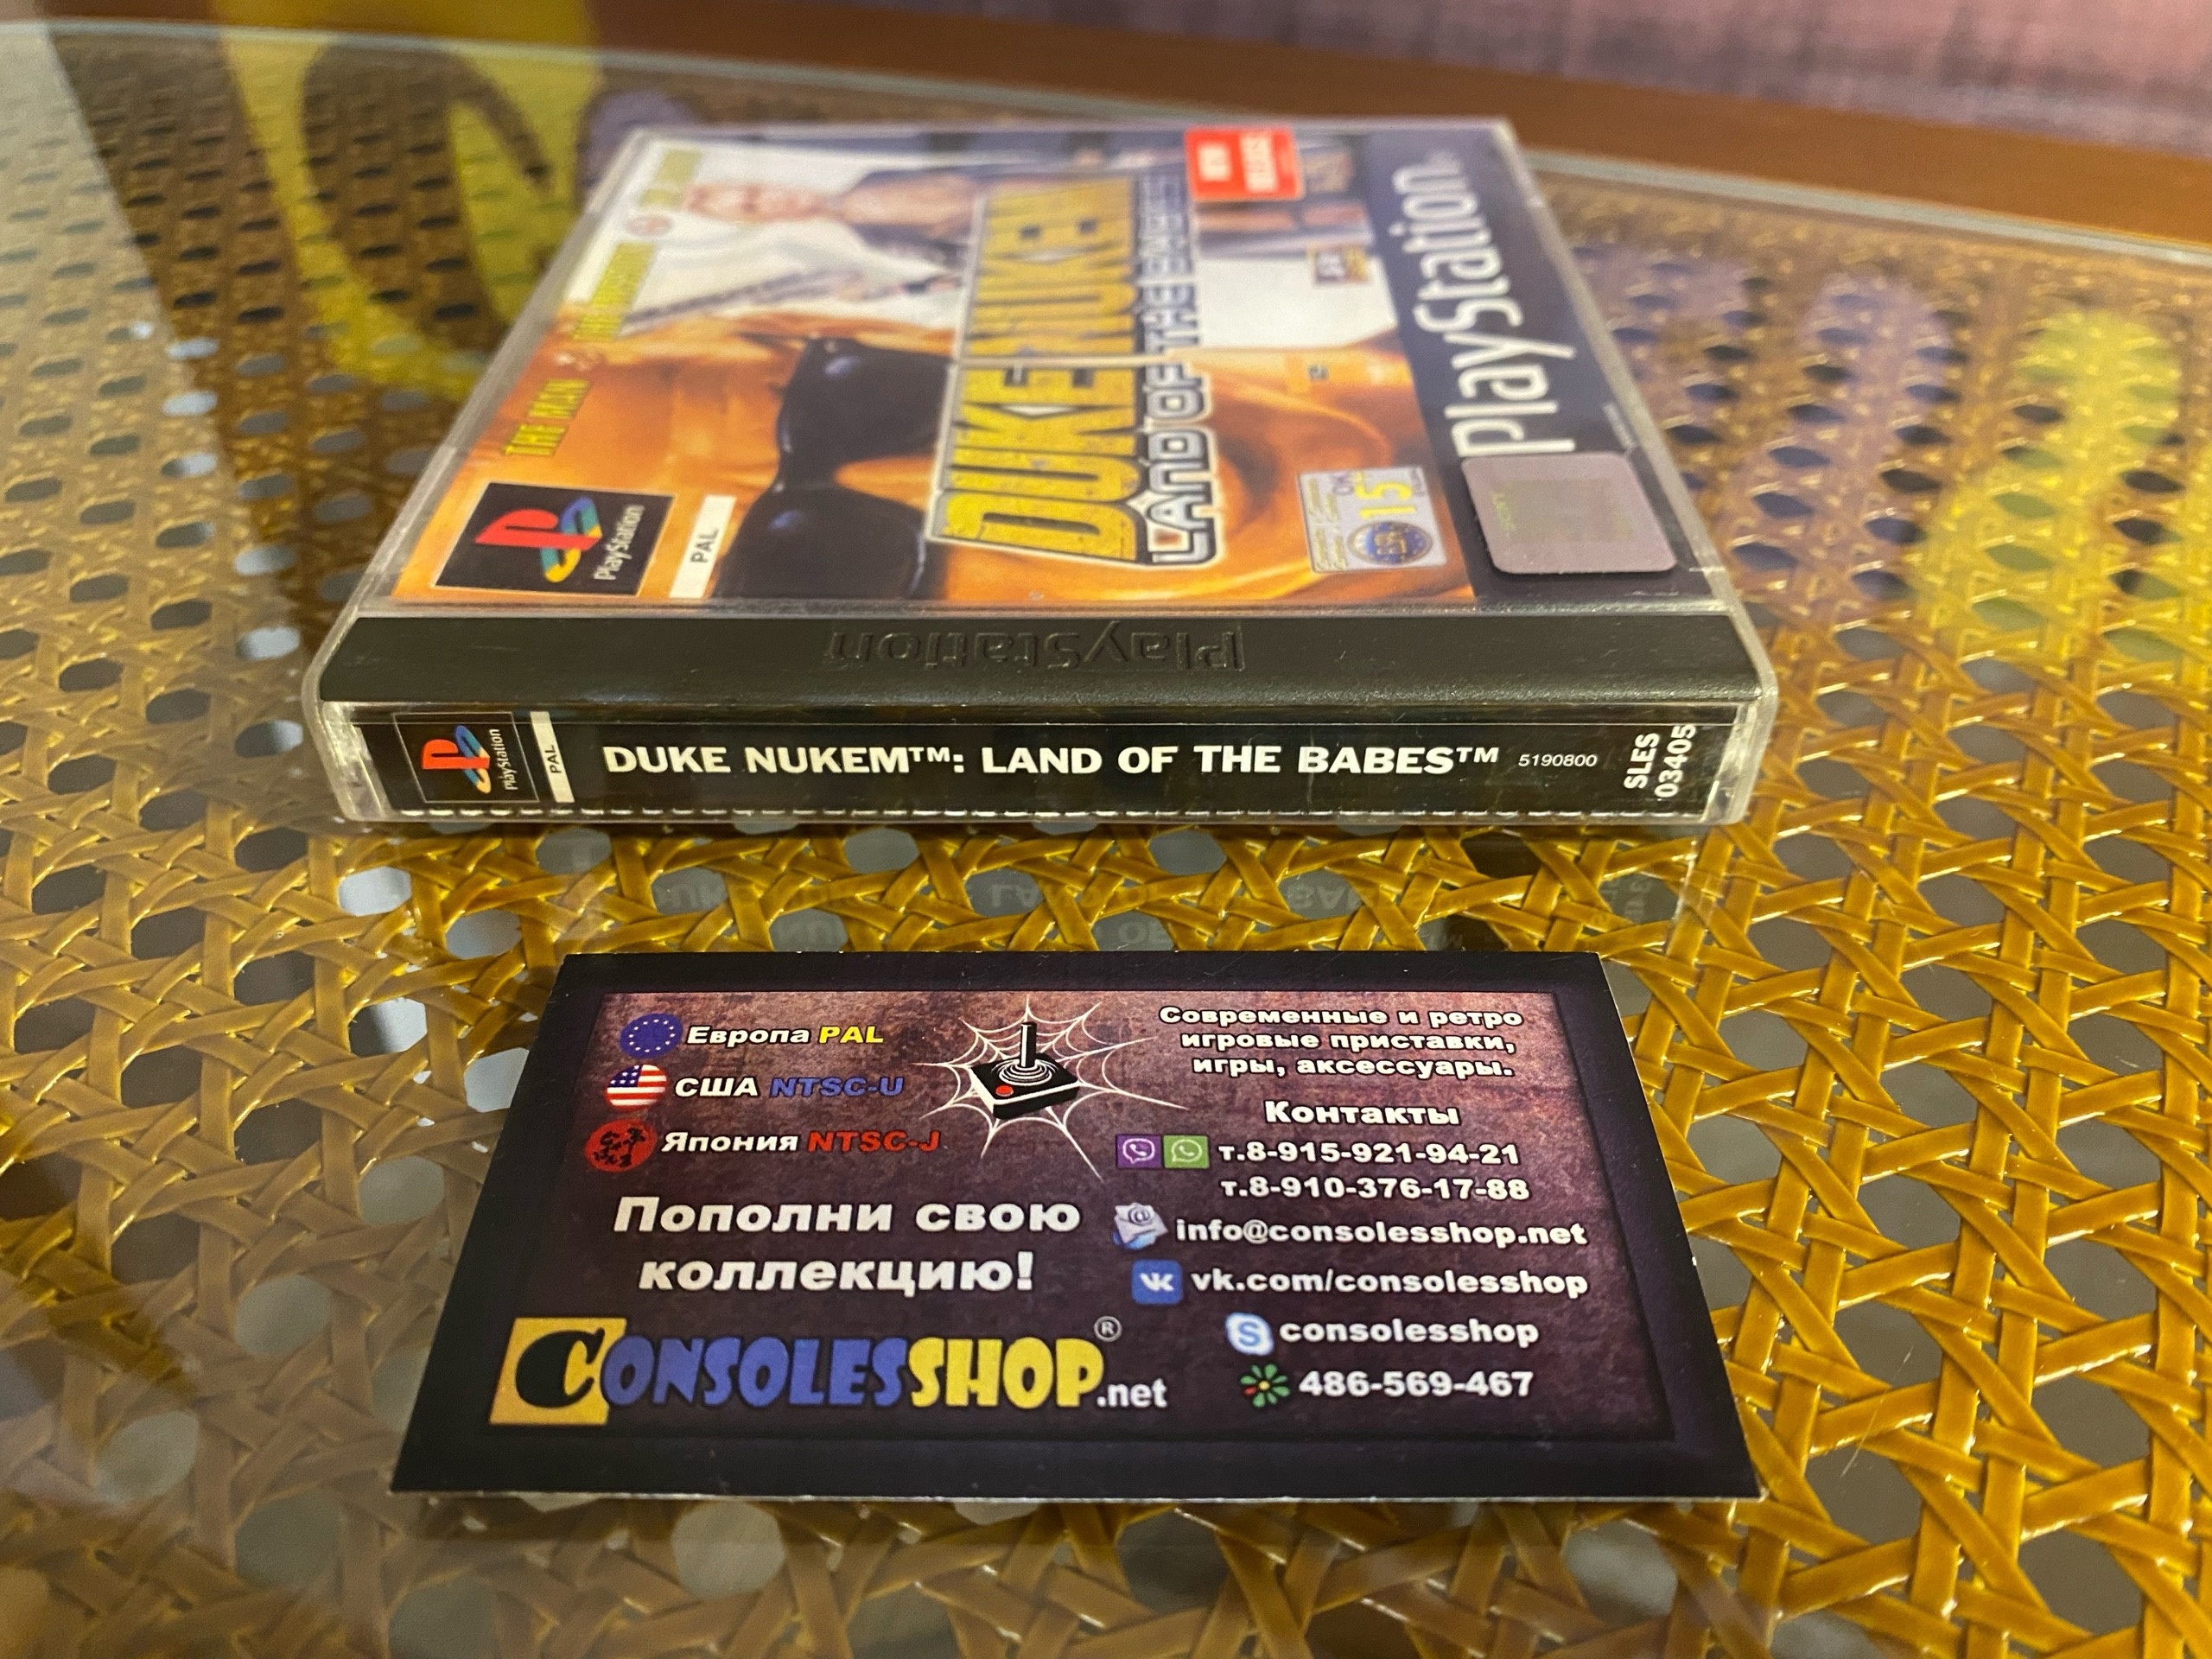 NEW
RELEASE
PlayStation
DUKE NUKEM
LAND OF THE BABES
THE MAN
15
PlayStation
PAL
PlayStation
PlayStation
PAL
DUKE NUKEM™: LAND OF THE BABES™
5190800
SLES
03405
Европа PAL
США NTSC-U
Япония NTSC-J
Пополни свою
коллекцию!
CONSOLESSHOP®.net
Современные и ретро
игровые приставки,
игры, аксессуары.
Контакты
т.8-915-921-94-21
т.8-910-376-17-88
info@consolesshop.net
vk.com/consolesshop
consolesshop
486-569-467